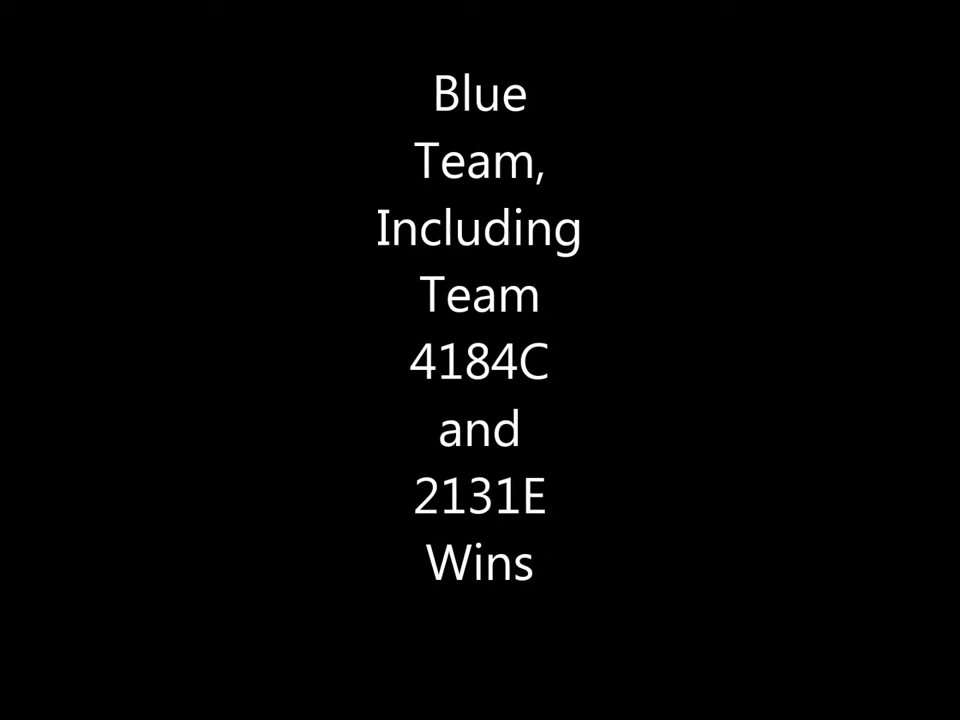 Blue
Team,
Including
Team
4184C
and
2131E
Wins